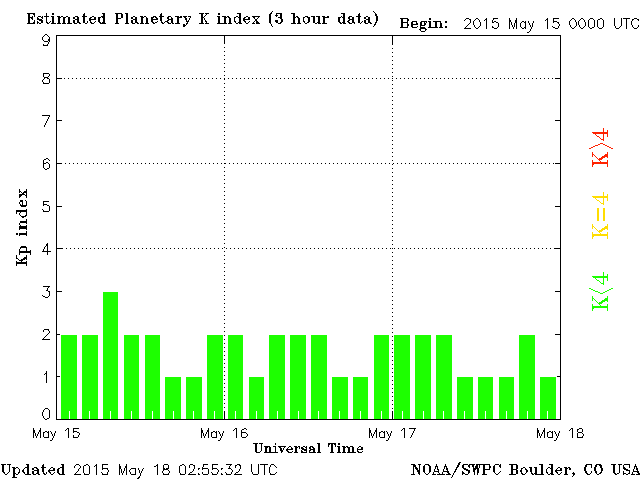 Estimated Planetary K index (3 hour data)
Begin: 2015 May 15 0000 UTC
9
8
7
6
5
4
3
2
1
0
Kp index
K>4
K=4
K<4
May 15
May 16
May 17
May 18
Universal Time
Updated 2015 May 18 02:55:32 UTC
NOAA/SWPC Boulder, CO USA